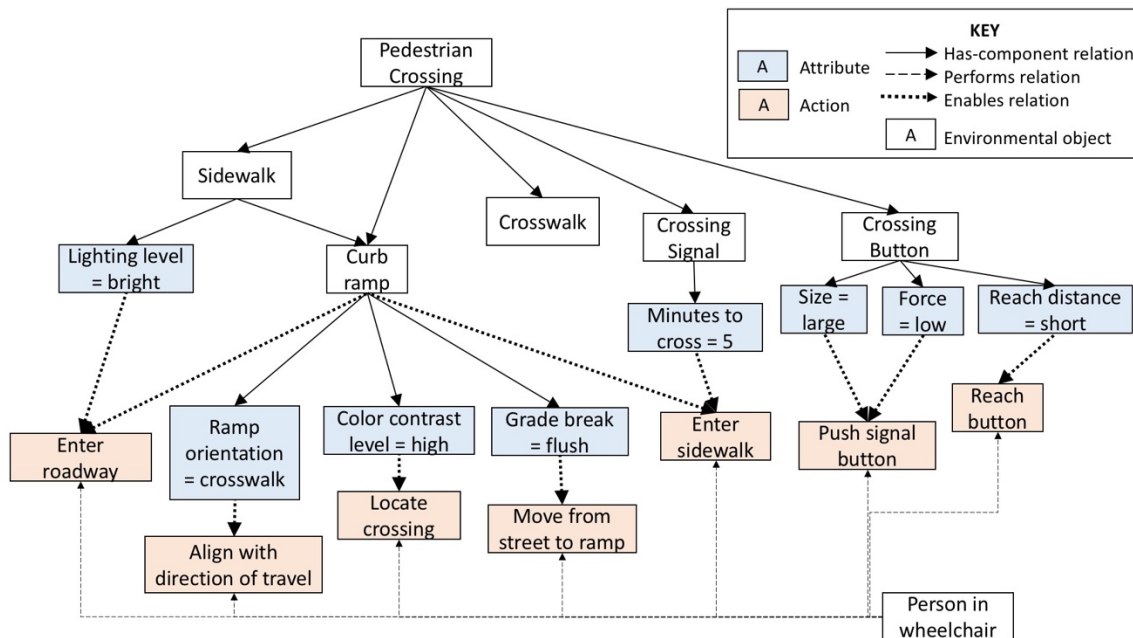 Pedestrian
Crossing
KEY
A Attribute
A Action
Has-component relation
Performs relation
Enables relation
A Environmental object
Sidewalk
Crosswalk
Crossing
Signal
Crossing
Button
Lighting level
= bright
Curb
ramp
Minutes to
cross = 5
Size =
large
Force
= low
Reach distance
= short
Enter
roadway
Ramp
orientation
= crosswalk
Color contrast
level = high
Grade break
= flush
Enter
sidewalk
Push signal
button
Reach
button
Align with
direction of travel
Locate
crossing
Move from
street to ramp
Person in
wheelchair